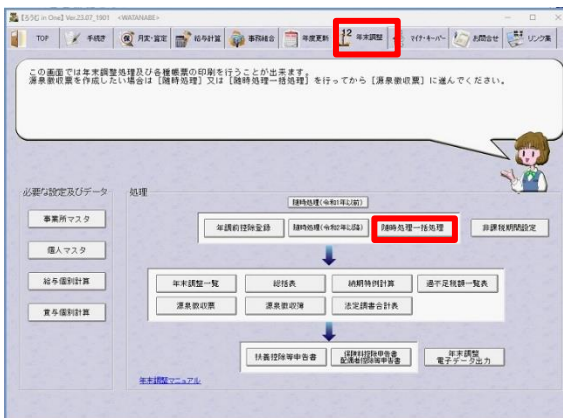 【ろうむ in One】 Ver.23.07_1901 <WATANABE>
TOP 手続き 月変・算定 給与計算 事務組合 年度更新 12 年末調整 マイナンバー お問合せ リンク集
この画面では年末調整処理及び各種帳票の印刷を行うことが出来ます。
源泉徴収票を作成したい場合は【随時処理】又は【随時処理一括処理】を行ってから【源泉徴収票】に進んでください。
必要な設定及びデータ
事業所マスタ
個人マスタ
給与個別計算
賞与個別計算
処理
随時処理(令和1年以前)
年調前控除登録 随時処理(令和2年以降) 随時処理一括処理 非課税期間設定
年末調整一覧 総括表 納期特例計算 過不足税額一覧表
源泉徴収票 源泉徴収簿 法定調書合計表
扶養控除等申告書 保険料控除申告書 年末調整
配偶者控除等申告書 電子データ出力
年末調整マニュアル